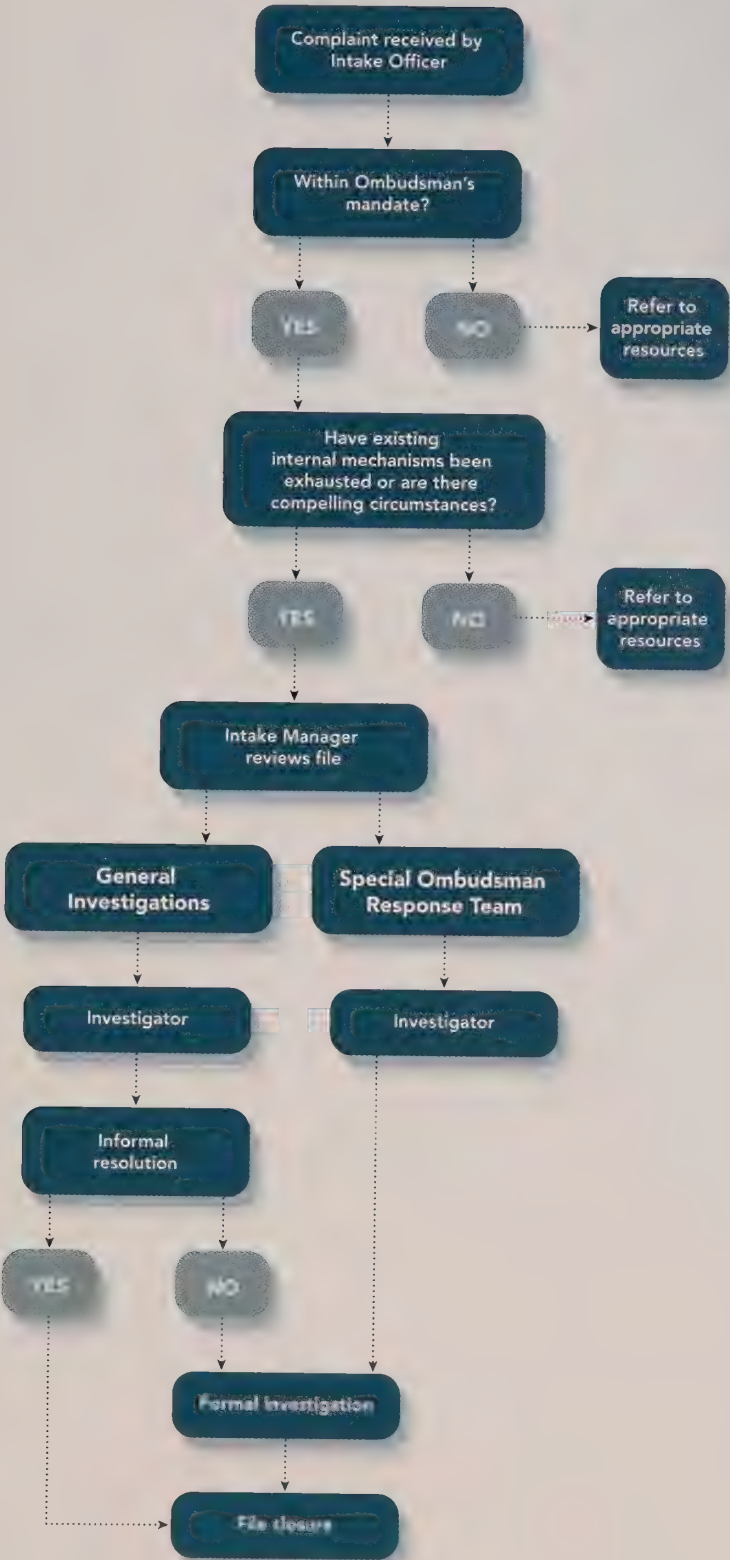 Complaint received by
Intake Officer
Within Ombudsman's
mandate?
YES
NO
Refer to
appropriate
resources
Have existing
internal mechanisms been
exhausted or are there
compelling circumstances?
YES
NO
Refer to
appropriate
resources
Intake Manager
reviews file
General
Investigations
Special Ombudsman
Response Team
Investigator
Investigator
Informal
resolution
YES
NO
Formal Investigation
File closure